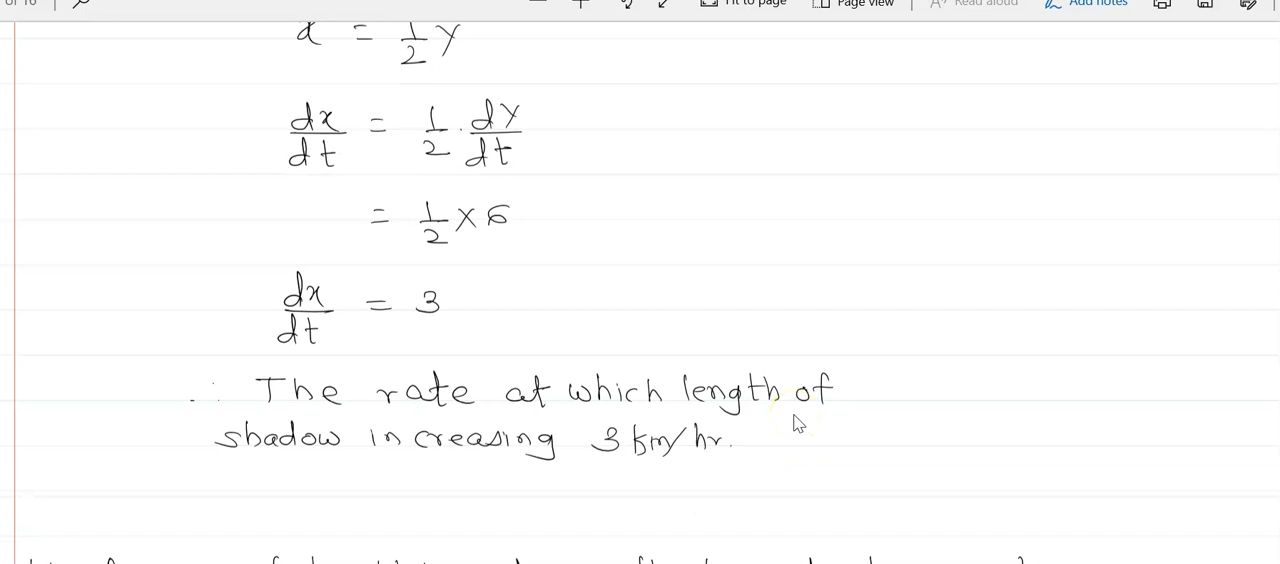 of 16
Fit to page
Page view
Read aloud
Add notes
x = 1/2 y
dx/dt = 1/2 . dy/dt
= 1/2 × 6
dx/dt = 3
∴ The rate at which length of
shadow increasing 3 km/hr.